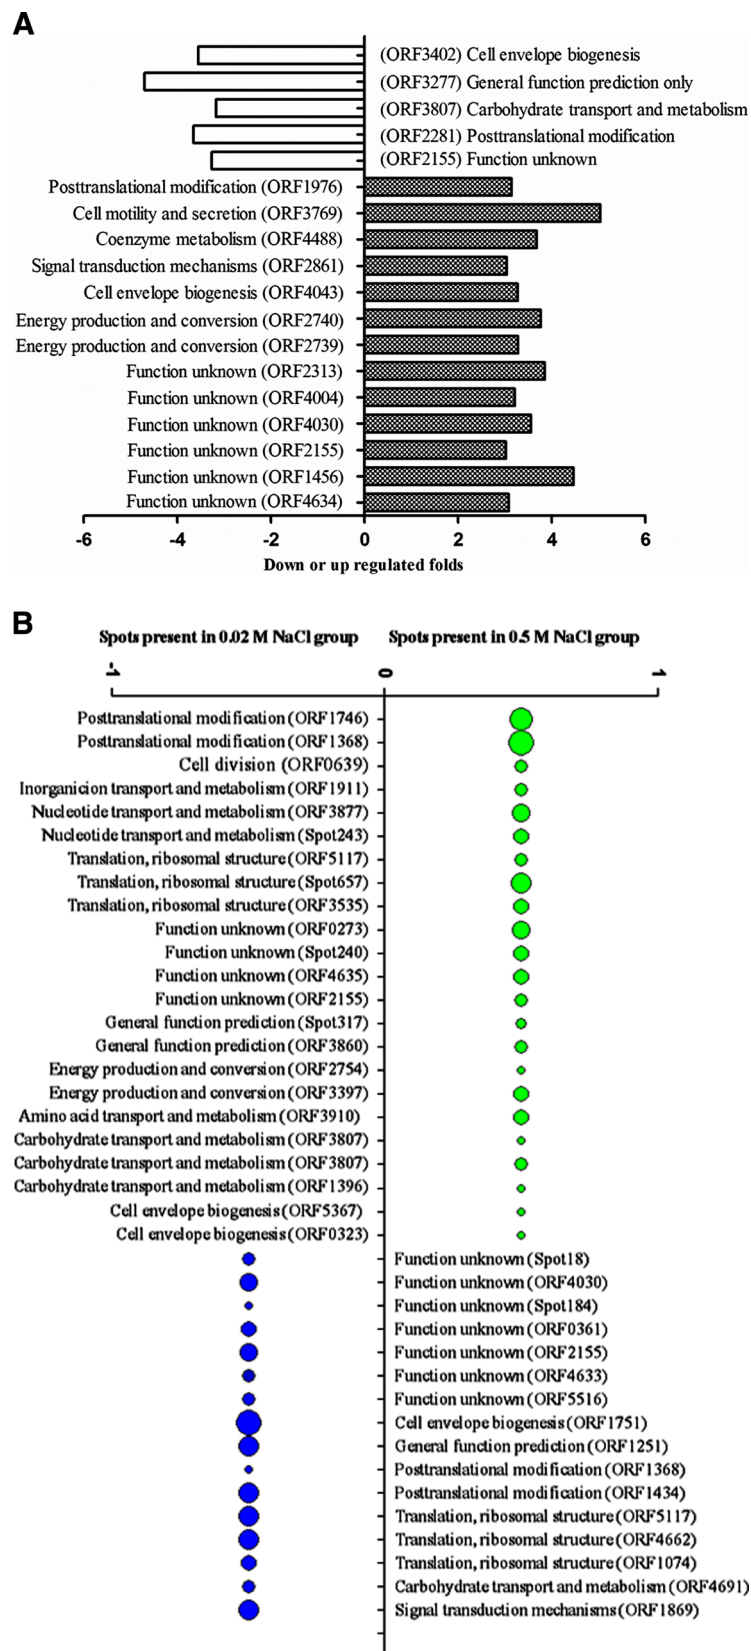 A
(ORF3402) Cell envelope biogenesis
(ORF3277) General function prediction only
(ORF3807) Carbohydrate transport and metabolism
(ORF2281) Posttranslational modification
(ORF2155) Function unknown
Posttranslational modification (ORF1976)
Cell motility and secretion (ORF3769)
Coenzyme metabolism (ORF4488)
Signal transduction mechanisms (ORF2861)
Cell envelope biogenesis (ORF4043)
Energy production and conversion (ORF2740)
Energy production and conversion (ORF2739)
Function unknown (ORF2313)
Function unknown (ORF4004)
Function unknown (ORF4030)
Function unknown (ORF2155)
Function unknown (ORF1456)
Function unknown (ORF4634)
-6 -4 -2 0 2 4 6
Down or up regulated folds
B
Spots present in 0.02 M NaCl group Spots present in 0.5 M NaCl group
-1 0 1
Posttranslational modification (ORF1746)
Posttranslational modification (ORF1368)
Cell division (ORF0639)
Inorganicion transport and metabolism (ORF1911)
Nucleotide transport and metabolism (ORF3877)
Nucleotide transport and metabolism (Spot243)
Translation, ribosomal structure (ORF5117)
Translation, ribosomal structure (Spot657)
Translation, ribosomal structure (ORF3535)
Function unknown (ORF0273)
Function unknown (Spot240)
Function unknown (ORF4635)
Function unknown (ORF2155)
General function prediction (Spot317)
General function prediction (ORF3860)
Energy production and conversion (ORF2754)
Energy production and conversion (ORF3397)
Amino acid transport and metabolism (ORF3910)
Carbohydrate transport and metabolism (ORF3807)
Carbohydrate transport and metabolism (ORF3807)
Carbohydrate transport and metabolism (ORF1396)
Cell envelope biogenesis (ORF5367)
Cell envelope biogenesis (ORF0323)
Function unknown (Spot18)
Function unknown (ORF4030)
Function unknown (Spot184)
Function unknown (ORF0361)
Function unknown (ORF2155)
Function unknown (ORF4633)
Function unknown (ORF5516)
Cell envelope biogenesis (ORF1751)
General function prediction (ORF1251)
Posttranslational modification (ORF1368)
Posttranslational modification (ORF1434)
Translation, ribosomal structure (ORF5117)
Translation, ribosomal structure (ORF4662)
Translation, ribosomal structure (ORF1074)
Carbohydrate transport and metabolism (ORF4691)
Signal transduction mechanisms (ORF1869)